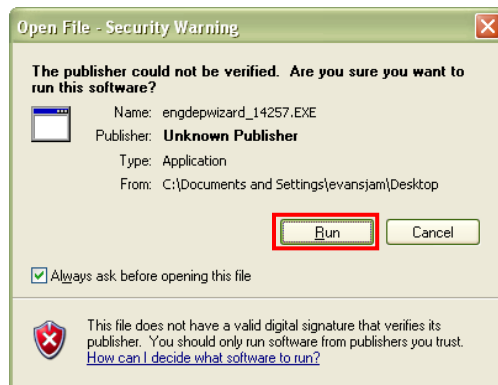 Open File - Security Warning
The publisher could not be verified.  Are you sure you want to
run this software?
Name: engdepwizard_14257.EXE
Publisher: Unknown Publisher
Type: Application
From: C:\Documents and Settings\evansjam\Desktop
Run Cancel
Always ask before opening this file
This file does not have a valid digital signature that verifies its
publisher.  You should only run software from publishers you trust.
How can I decide what software to run?